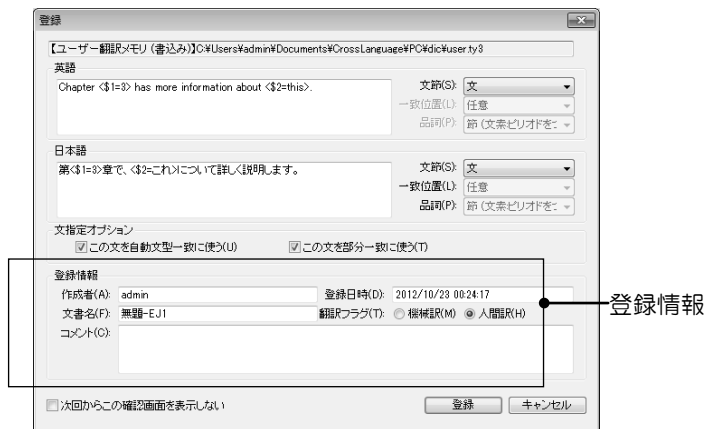 登録
【ユーザー翻訳メモリ(書込み)】C:¥Users¥admin¥Documents¥CrossLanguage¥PC¥dic¥user.ty3
英語
Chapter <$1=3> has more information about <$2=this>.
文節(S): 文
一致位置(L): 任意
品詞(P): 節(文素ピリオドをこ
日本語
第<$1=3>章で、<$2=これ>について詳しく説明します。
文節(S): 文
一致位置(L): 任意
品詞(P): 節(文素ピリオドをこ
文指定オプション
この文を自動文型一致に使う(U) この文を部分一致に使う(T)
登録情報
作成者(A): admin 登録日時(D): 2012/10/23 00:24:17
文書名(F): 無題-EJ1 翻訳フラグ(T): 機械訳(M) 人間訳(H)
コメント(C):
登録情報
次回からこの確認画面を表示しない 登録 キャンセル